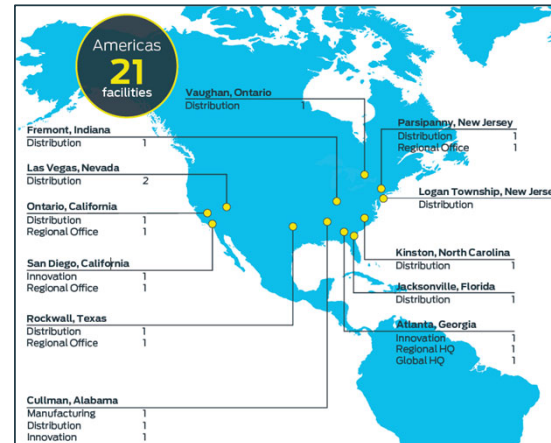 Americas
21
facilities
Vaughan, Ontario
Distribution 1
Fremont, Indiana
Distribution 1
Las Vegas, Nevada
Distribution 2
Ontario, California
Distribution 1
Regional Office 1
San Diego, California
Innovation 1
Regional Office 1
Rockwall, Texas
Distribution 1
Regional Office 1
Cullman, Alabama
Manufacturing 1
Distribution 1
Innovation 1
Parsipanny, New Jersey
Distribution 1
Regional Office 1
Logan Township, New Jerse
Distribution
Kinston, North Carolina
Distribution 1
Jacksonville, Florida
Distribution 1
Atlanta, Georgia
Innovation 1
Regional HQ 1
Global HQ 1